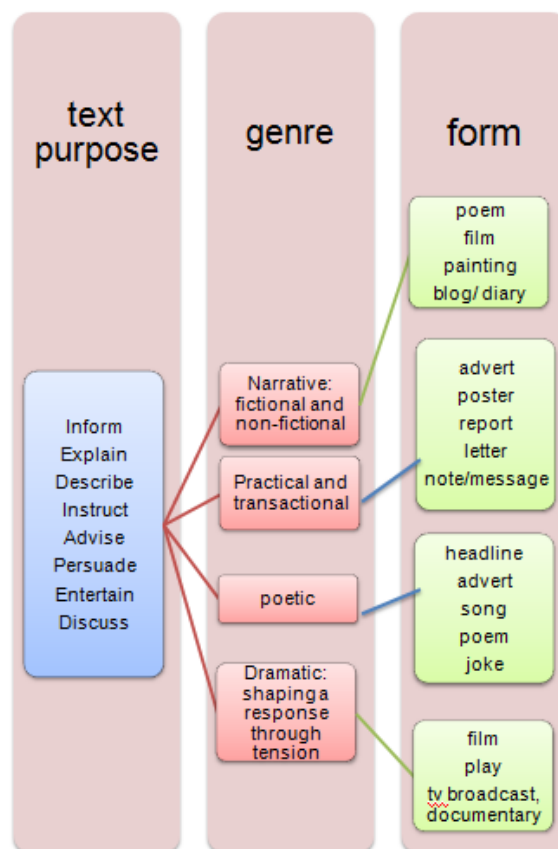 text
purpose
genre
form
Inform
Explain
Describe
Instruct
Advise
Persuade
Entertain
Discuss
Narrative:
fictional and
non-fictional
Practical and
transactional
poetic
Dramatic:
shaping a
response
through
tension
poem
film
painting
blog/ diary
advert
poster
report
letter
note/message
headline
advert
song
poem
joke
film
play
tv broadcast,
documentary